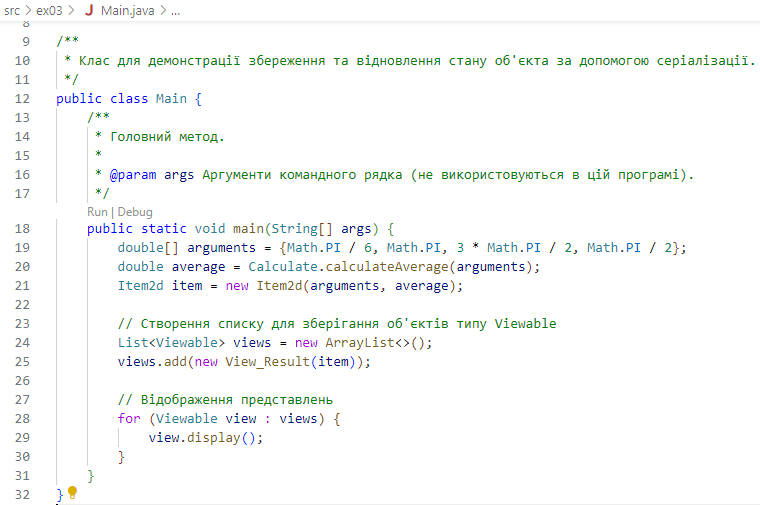 src > ex03 > J Main.java > ...
8
9 /**
10  * Клас для демонстрації збереження та відновлення стану об'єкта за допомогою серіалізації.
11  */
12 public class Main {
13     /**
14      * Головний метод.
15      *
16      * @param args Аргументи командного рядка (не використовуються в цій програмі).
17      */
Run | Debug
18     public static void main(String[] args) {
19         double[] arguments = {Math.PI / 6, Math.PI, 3 * Math.PI / 2, Math.PI / 2};
20         double average = Calculate.calculateAverage(arguments);
21         Item2d item = new Item2d(arguments, average);
22
23         // Створення списку для зберігання об'єктів типу Viewable
24         List<Viewable> views = new ArrayList<>();
25         views.add(new View_Result(item));
26
27         // Відображення представлень
28         for (Viewable view : views) {
29             view.display();
30         }
31     }
32 }